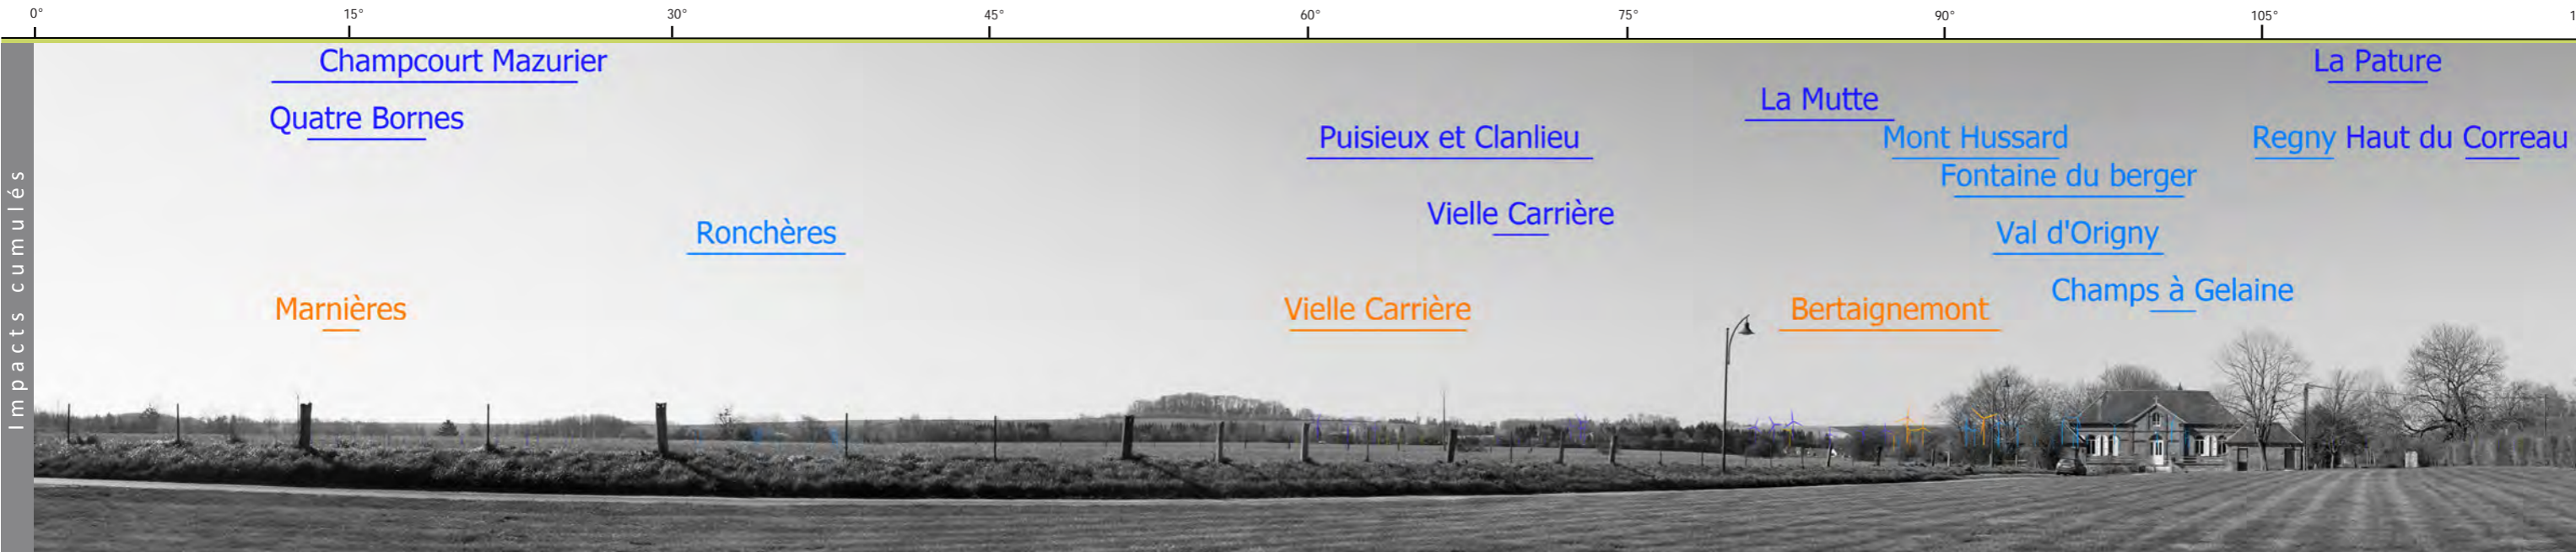 0° 15° 30° 45° 60° 75° 90° 105°
Impacts cumulés
Champcourt Mazurier
La Pature
La Mutte
Quatre Bornes
Puisieux et Clanlieu
Mont Hussard
Regny
Haut du Correau
Fontaine du berger
Vielle Carrière
Ronchères
Val d'Origny
Champs à Gelaine
Marnières
Vielle Carrière
Bertaignemont